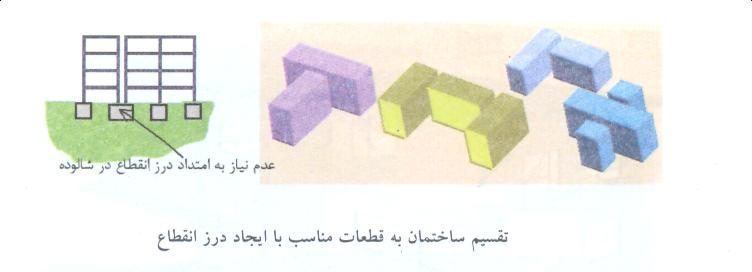 عدم نیاز به امتداد درز انقطاع در شالوده
تقسیم ساختمان به قطعات مناسب با ایجاد درز انقطاع